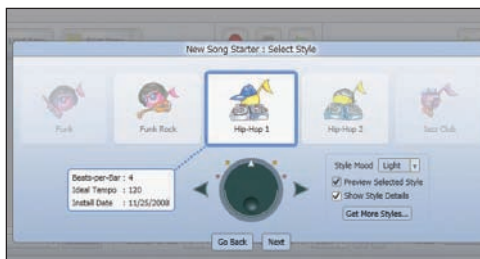 New Song Starter : Select Style
Funk
Funk Rock
Hip-Hop 1
Hip-Hop 2
Jazz Club
Beats-per-Bar : 4
Ideal Tempo : 120
Install Date : 11/25/2008
Style Mood Light
Preview Selected Style
Show Style Details
Get More Styles...
Go Back
Next